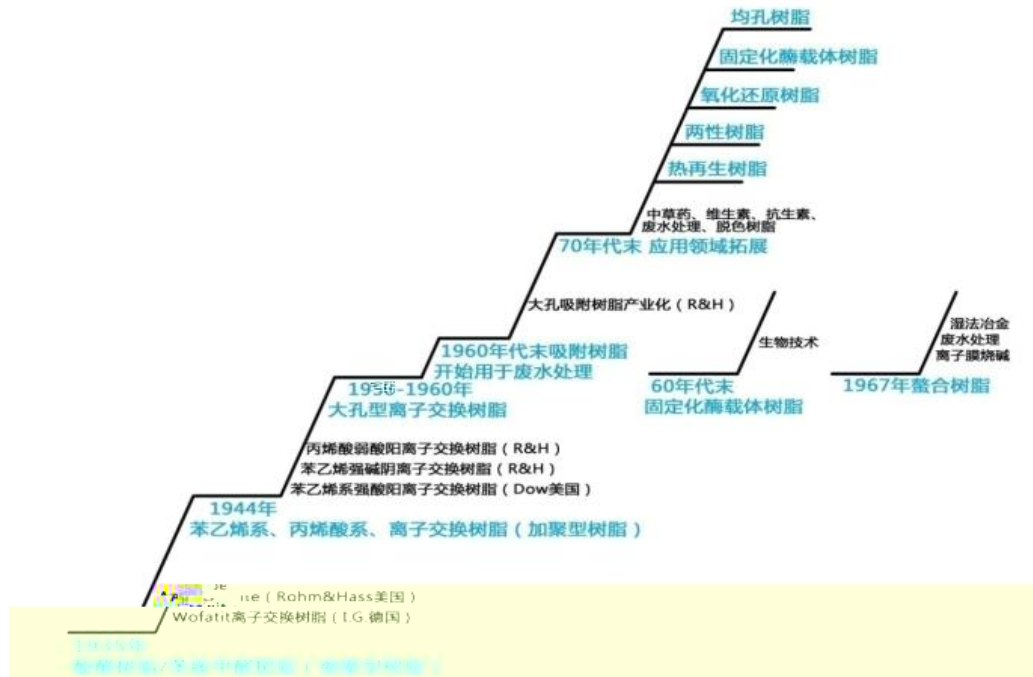 均孔树脂
固定化酶载体树脂
氧化还原树脂
两性树脂
热再生树脂
中草药、维生素、抗生素、
废水处理、脱色树脂
70年代末 应用领域拓展
大孔吸附树脂产业化（R&H）
1960年代末吸附树脂
开始用于废水处理
生物技术
60年代末
固定化酶载体树脂
湿法冶金
废水处理
离子膜烧碱
1967年螯合树脂
-1960年
大孔型离子交换树脂
丙烯酸弱酸阳离子交换树脂（R&H）
苯乙烯强碱阴离子交换树脂（R&H）
苯乙烯系强酸阳离子交换树脂（Dow美国）
1944年
苯乙烯系、丙烯酸系、离子交换树脂（加聚型树脂）
（Rohm&Hass美国）
Wofatit离子交换树脂（I.G.德国）
1935年